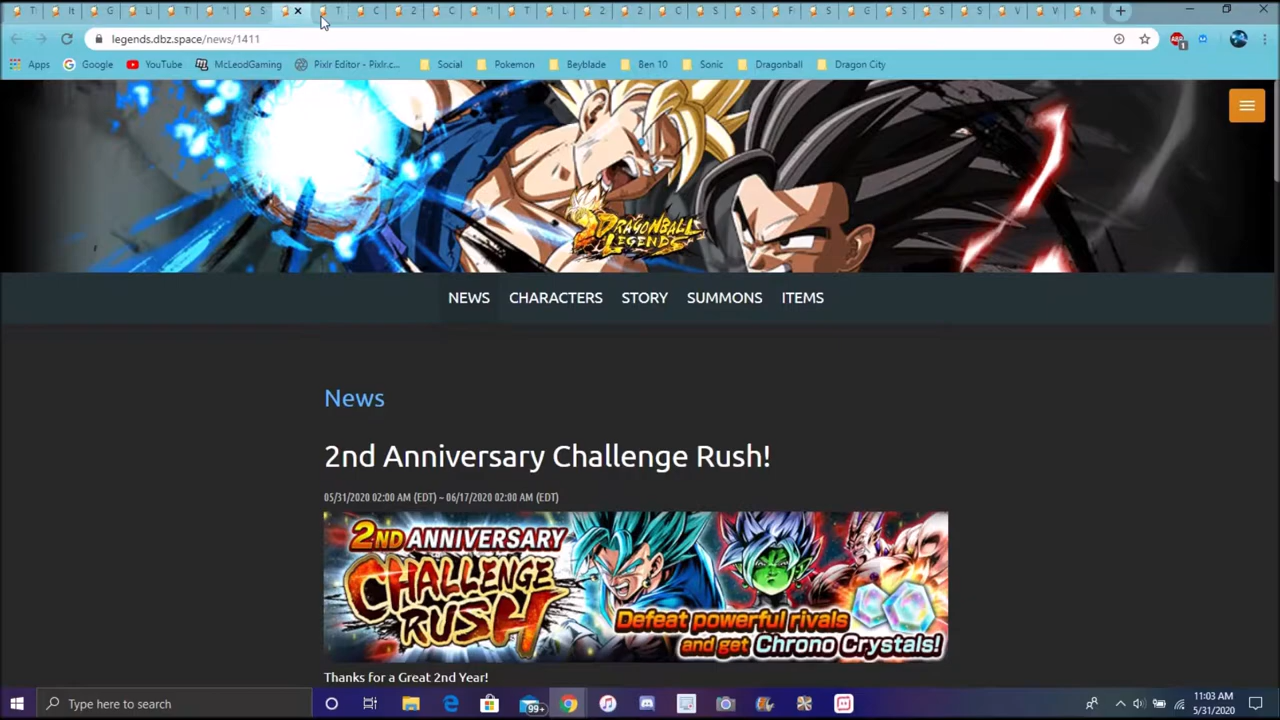 legends.dbz.space/news/1411
Apps Google YouTube McLeodGaming Pixlr Editor - Pixlr.c... Social Pokemon Beyblade Ben 10 Sonic Dragonball Dragon City
DRAGONBALL
LEGENDS
NEWS CHARACTERS STORY SUMMONS ITEMS
News
2nd Anniversary Challenge Rush!
05/31/2020 02:00 AM (EDT) – 06/17/2020 02:00 AM (EDT)
2ND ANNIVERSARY
CHALLENGE
RUSH
Defeat powerful rivals
and get Chrono Crystals!
Thanks for a Great 2nd Year!
Type here to search
99+
11:03 AM
5/31/2020